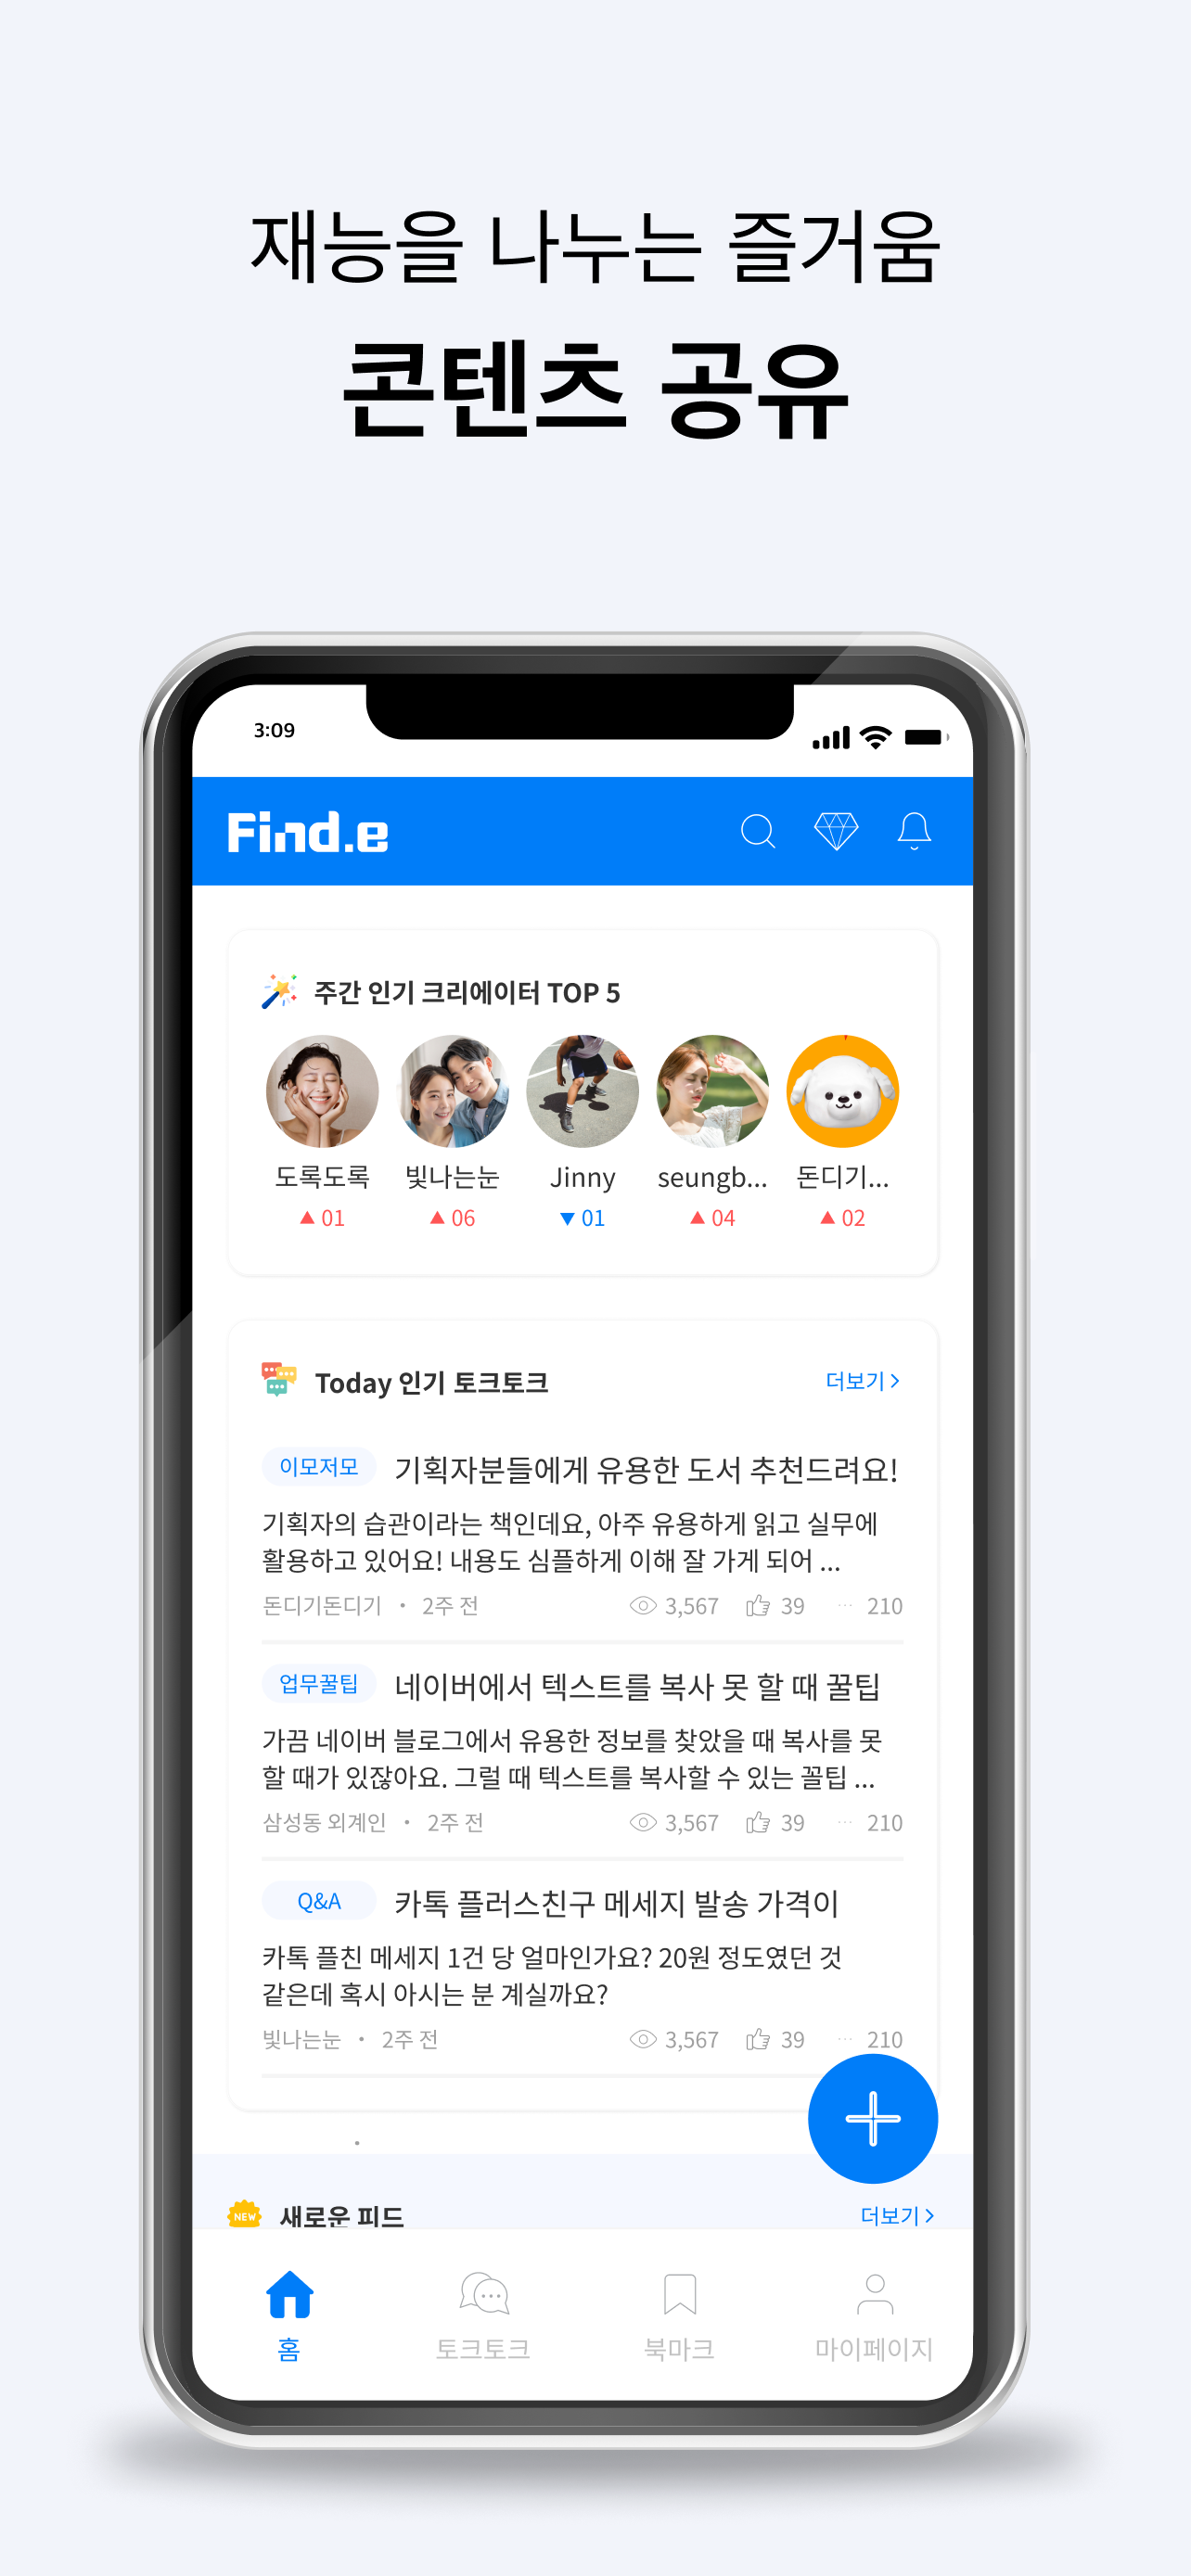 재능을 나누는 즐거움
콘텐츠 공유
3:09
Find.e
주간 인기 크리에이터 TOP 5
도록도록 빛나는눈 Jinny seungb... 돈디기...
▲ 01 ▲ 06 ▼ 01 ▲ 04 ▲ 02
Today 인기 토크토크 더보기 >
이모저모 기획자분들에게 유용한 도서 추천드려요!
기획자의 습관이라는 책인데요, 아주 유용하게 읽고 실무에
활용하고 있어요! 내용도 심플하게 이해 잘 가게 되어 ...
돈디기돈디기 • 2주 전 3,567 39 ... 210
업무꿀팁 네이버에서 텍스트를 복사 못 할 때 꿀팁
가끔 네이버 블로그에서 유용한 정보를 찾았을 때 복사를 못
할 때가 있잖아요. 그럴 때 텍스트를 복사할 수 있는 꼴팁 ...
삼성동 외계인 • 2주 전 3,567 39 ... 210
Q&A 카톡 플러스친구 메세지 발송 가격이
카톡 플친 메세지 1건 당 얼마인가요? 20원 정도였던 것
같은데 혹시 아시는 분 계실까요?
빛나는눈 • 2주 전 3,567 39 ... 210
NEW 새로운 피드 더보기 >
홈 토크토크 북마크 마이페이지